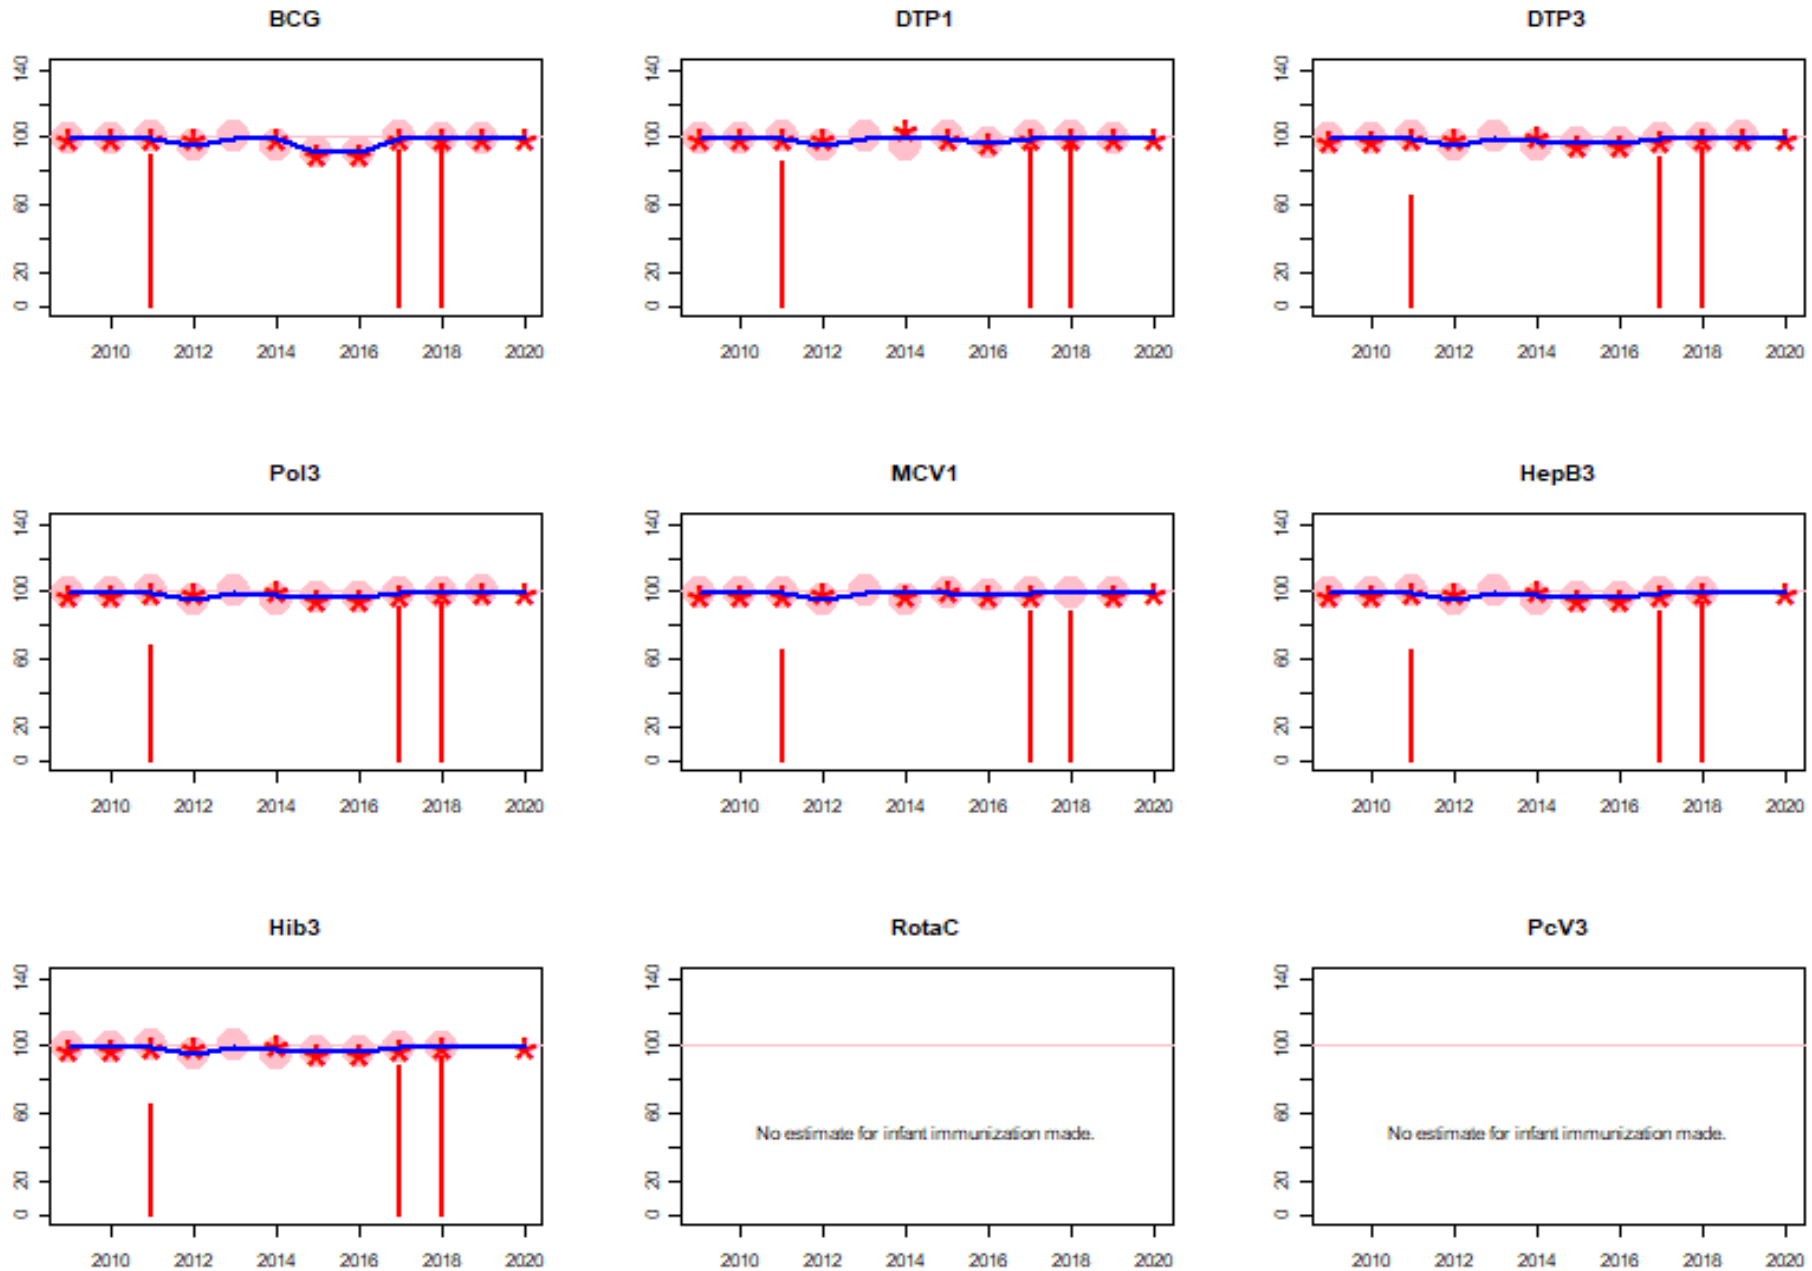 BCG DTP1 DTP3
140 140 140
100 100 100
60 60 60
20 20 20
0 0 0
2010 2012 2014 2016 2018 2020 2010 2012 2014 2016 2018 2020 2010 2012 2014 2016 2018 2020
Pol3 MCV1 HepB3
140 140 140
100 100 100
60 60 60
20 20 20
0 0 0
2010 2012 2014 2016 2018 2020 2010 2012 2014 2016 2018 2020 2010 2012 2014 2016 2018 2020
Hib3 RotaC PcV3
140 140 140
100 100 100
60 60 60
No estimate for infant immunization made. No estimate for infant immunization made.
20 20 20
0 0 0
2010 2012 2014 2016 2018 2020 2010 2012 2014 2016 2018 2020 2010 2012 2014 2016 2018 2020